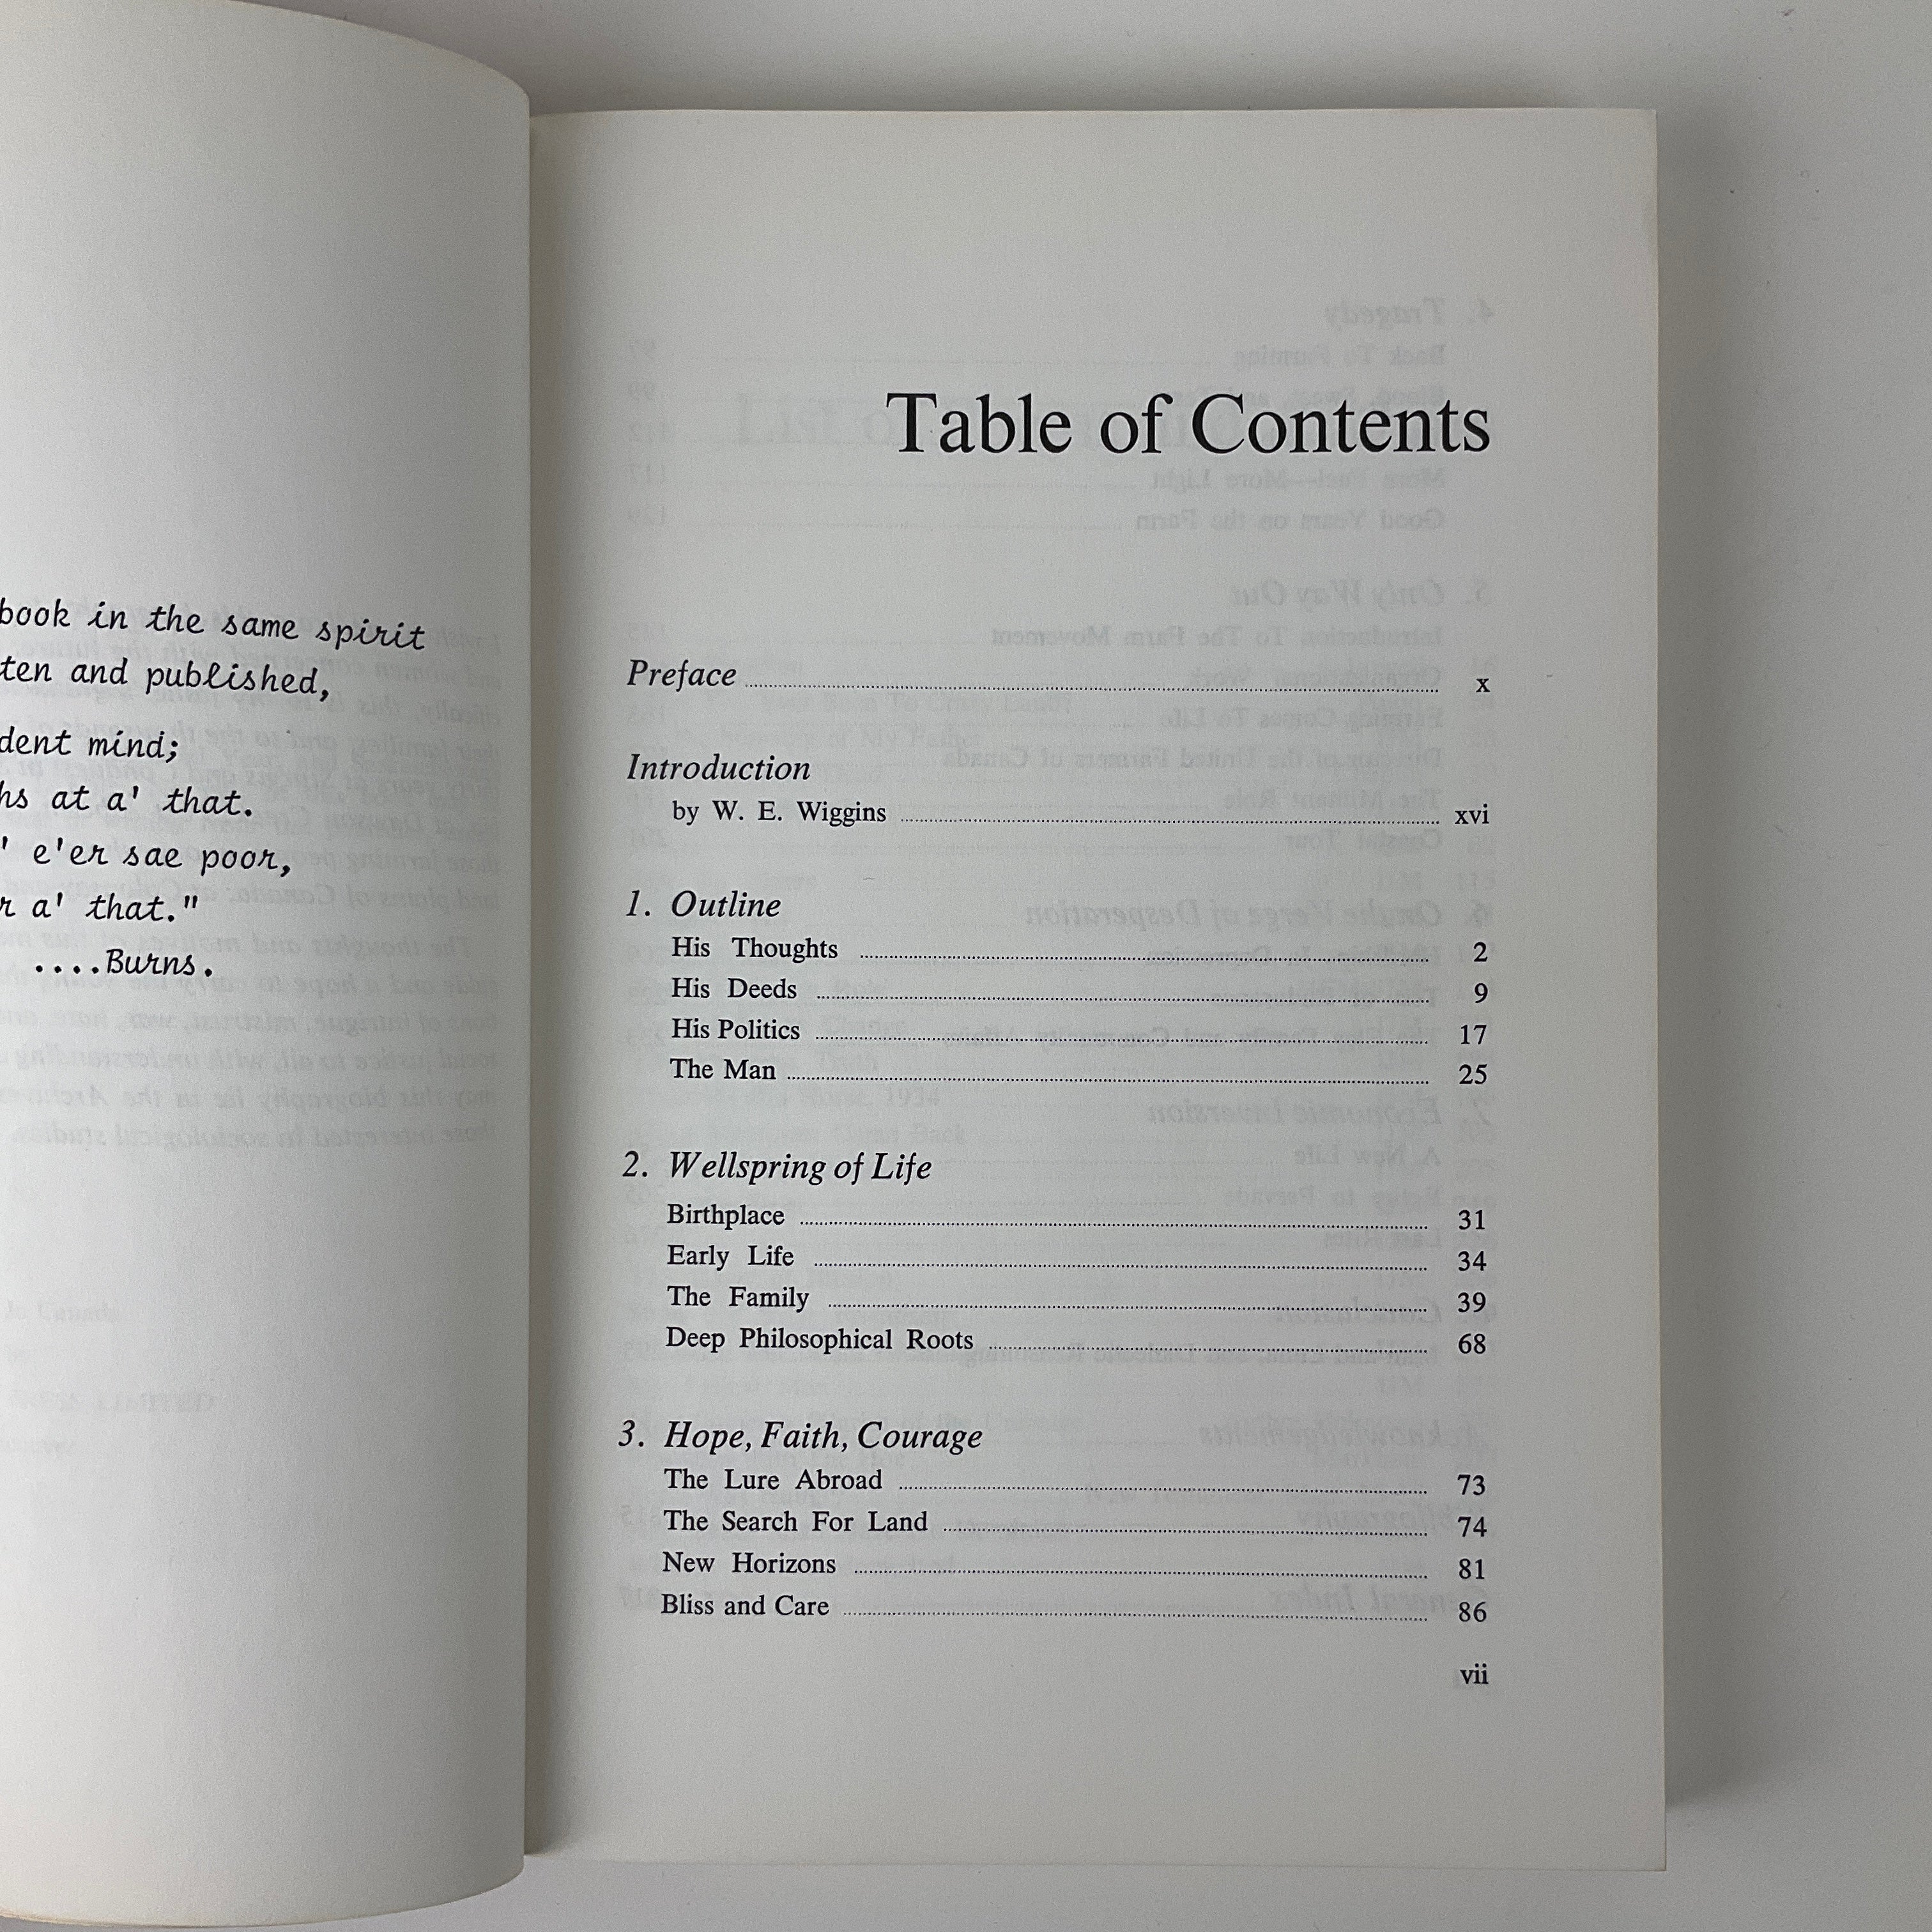 book in the same spirit
ten and published,
dent mind;
hs at a' that.
' e'er sae poor,
r a' that."
....Burns.
Table of Contents
Preface ........ x
Introduction
by W. E. Wiggins ........ xvi
1. Outline
His Thoughts ........ 2
His Deeds ........ 9
His Politics ........ 17
The Man ........ 25
2. Wellspring of Life
Birthplace ........ 31
Early Life ........ 34
The Family ........ 39
Deep Philosophical Roots ........ 68
3. Hope, Faith, Courage
The Lure Abroad ........ 73
The Search For Land ........ 74
New Horizons ........ 81
Bliss and Care ........ 86
vii